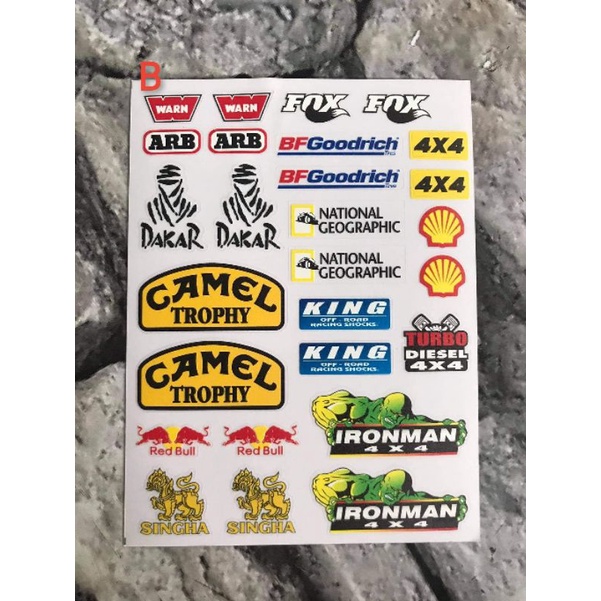 B
WARN WARN FOX FOX
ARB ARB BFGoodrich 4X4
BFGoodrich 4X4
DAKAR DAKAR
NATIONAL
GEOGRAPHIC
NATIONAL
GEOGRAPHIC
CAMEL
TROPHY
KING
OFF-ROAD
RACING SHOCKS
KING
OFF-ROAD
RACING SHOCKS
TURBO
DIESEL
4X4
CAMEL
TROPHY
Red Bull Red Bull
IRONMAN
4X4
SINGHA SINGHA
IRONMAN
4X4